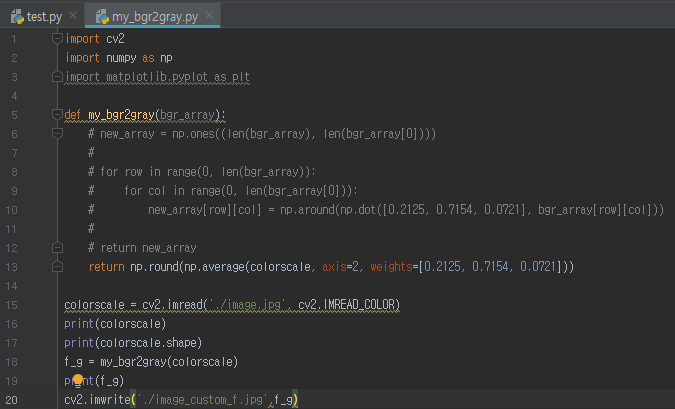 test.py × my_bgr2gray.py ×
1 import cv2
2 import numpy as np
3 import matplotlib.pyplot as plt
4
5 def my_bgr2gray(bgr_array):
6     # new_array = np.ones((len(bgr_array), len(bgr_array[0])))
7     #
8     # for row in range(0, len(bgr_array)):
9     #     for col in range(0, len(bgr_array[0])):
10     #         new_array[row][col] = np.around(np.dot([0.2125, 0.7154, 0.0721], bgr_array[row][col]))
11     #
12     # return new_array
13     return np.round(np.average(colorscale, axis=2, weights=[0.2125, 0.7154, 0.0721]))
14
15 colorscale = cv2.imread('./image.jpg', cv2.IMREAD_COLOR)
16 print(colorscale)
17 print(colorscale.shape)
18 f_g = my_bgr2gray(colorscale)
19 print(f_g)
20 cv2.imwrite('./image_custom_f.jpg',f_g)